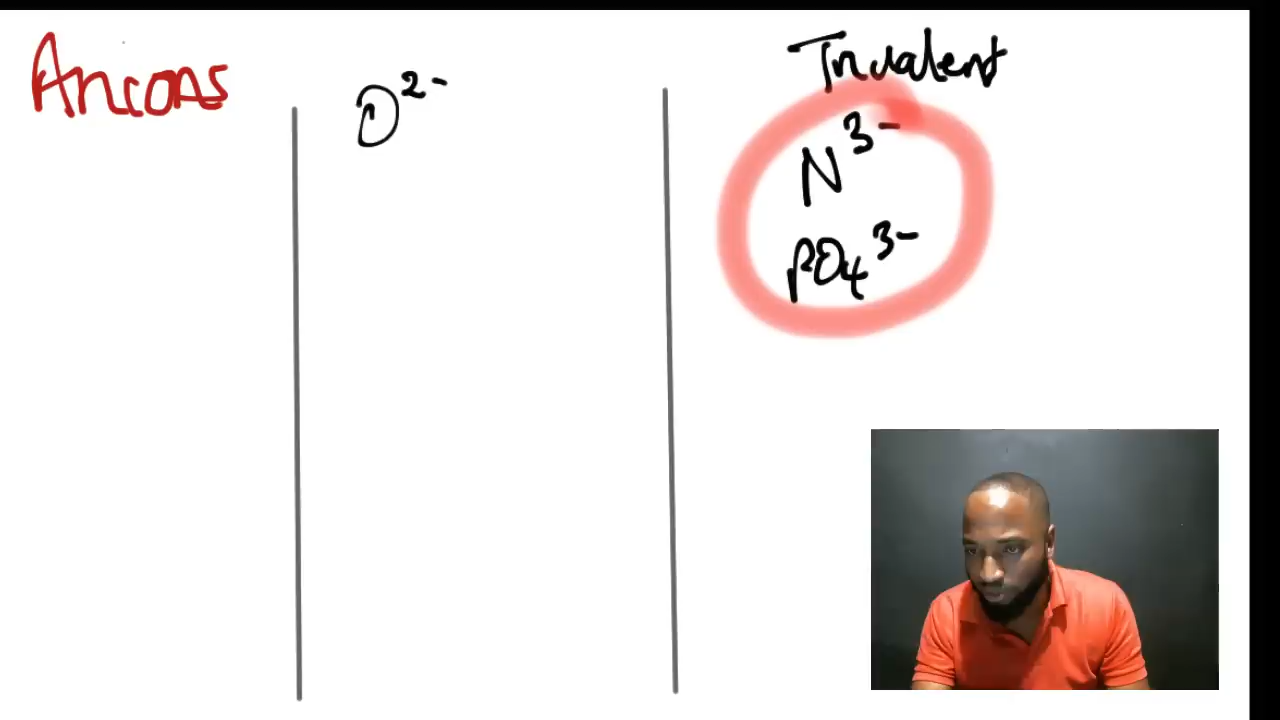 Anions
O²⁻
Trivalent
N³⁻
PO₄³⁻